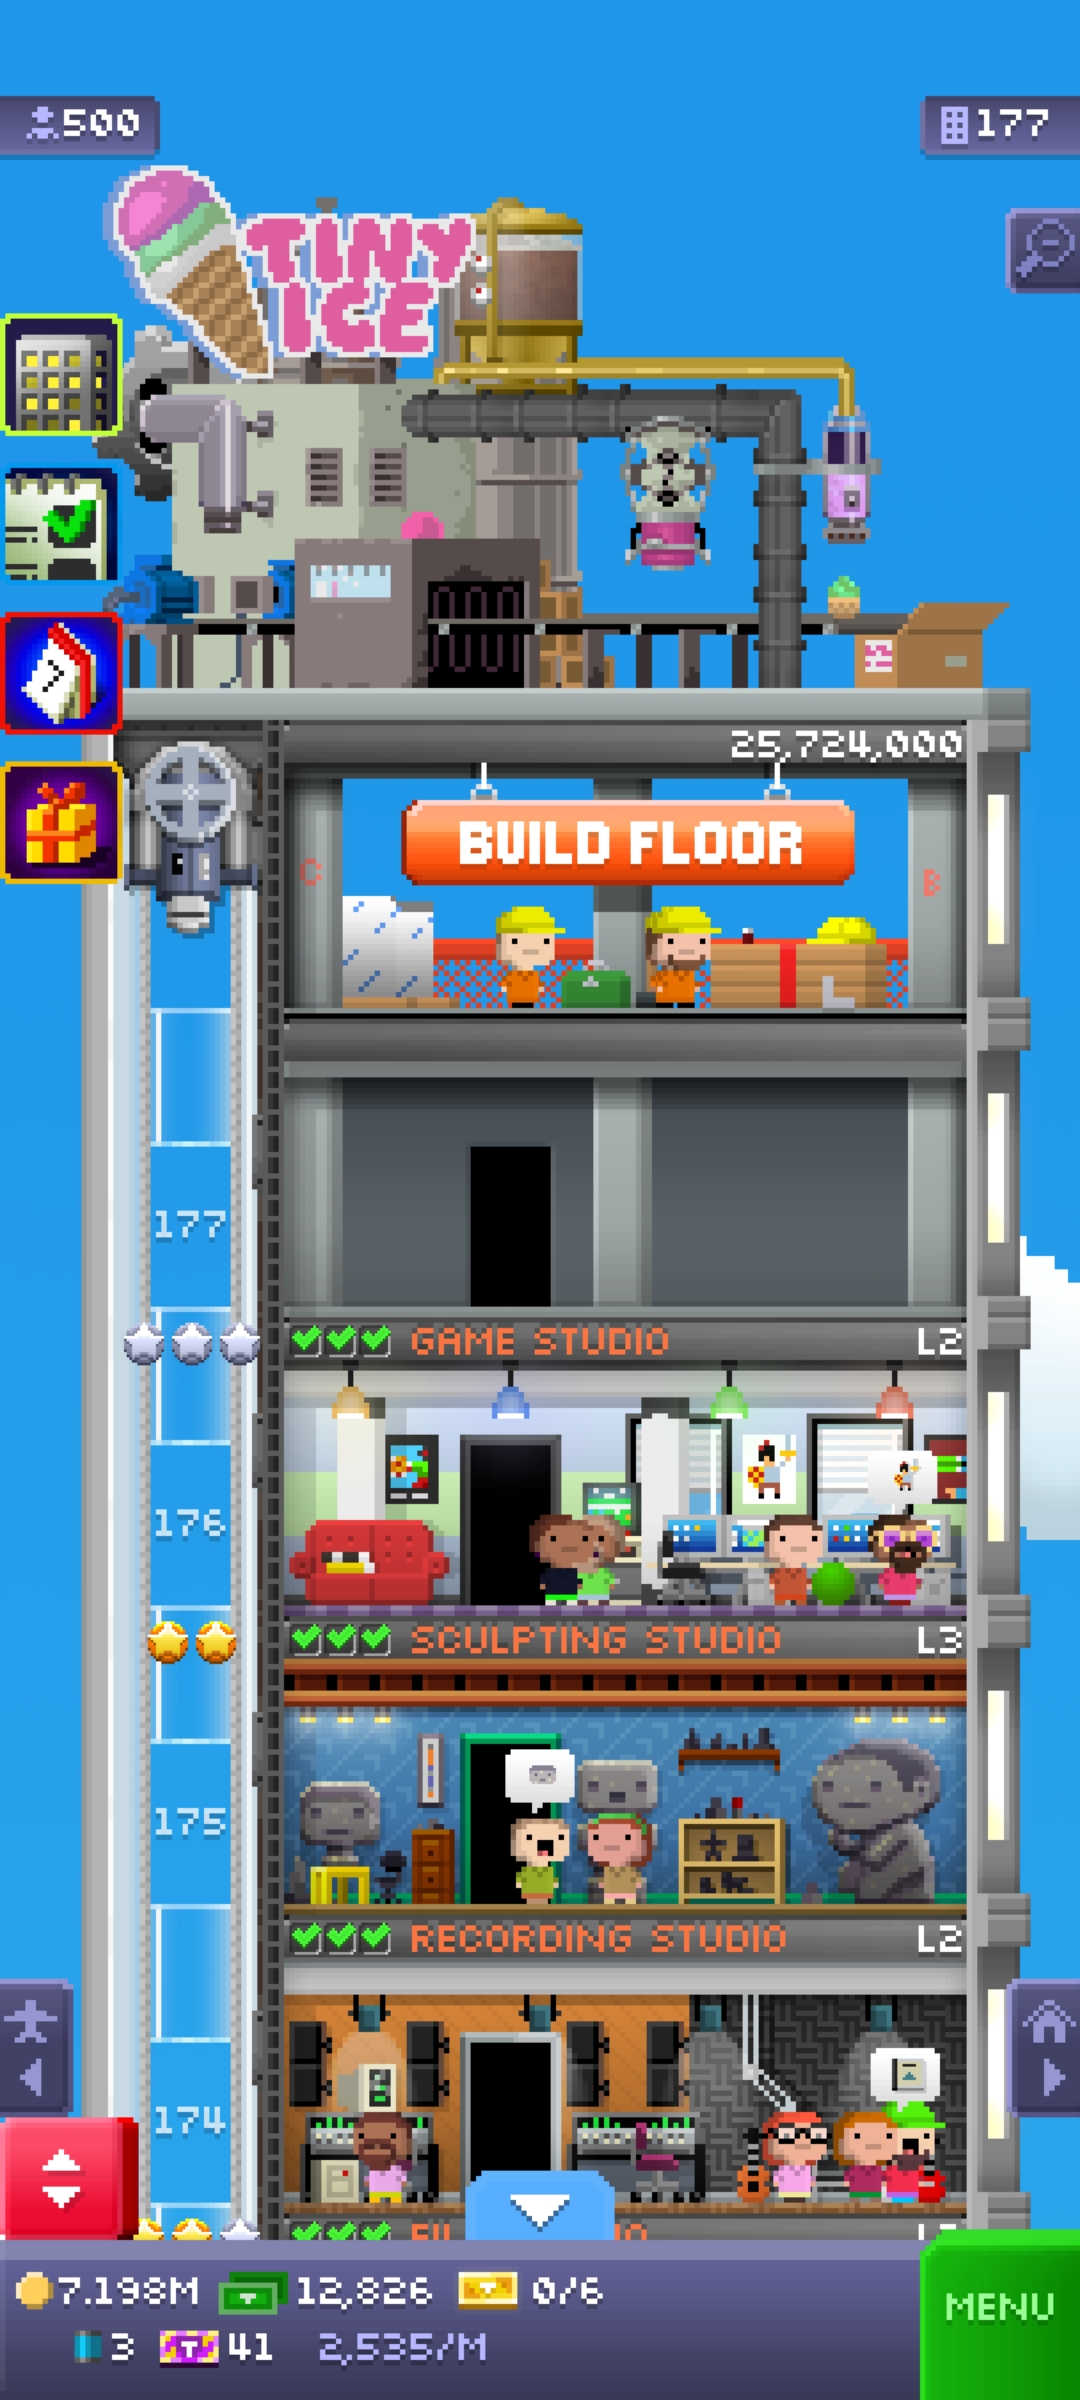 500
177
TINY
ICE
25,724,000
BUILD FLOOR
C
B
L
177
GAME STUDIO L2
176
SCULPTING STUDIO L3
175
RECORDING STUDIO L2
174
7.198M 12,826 0/6
3 T 41 2,535/M
MENU